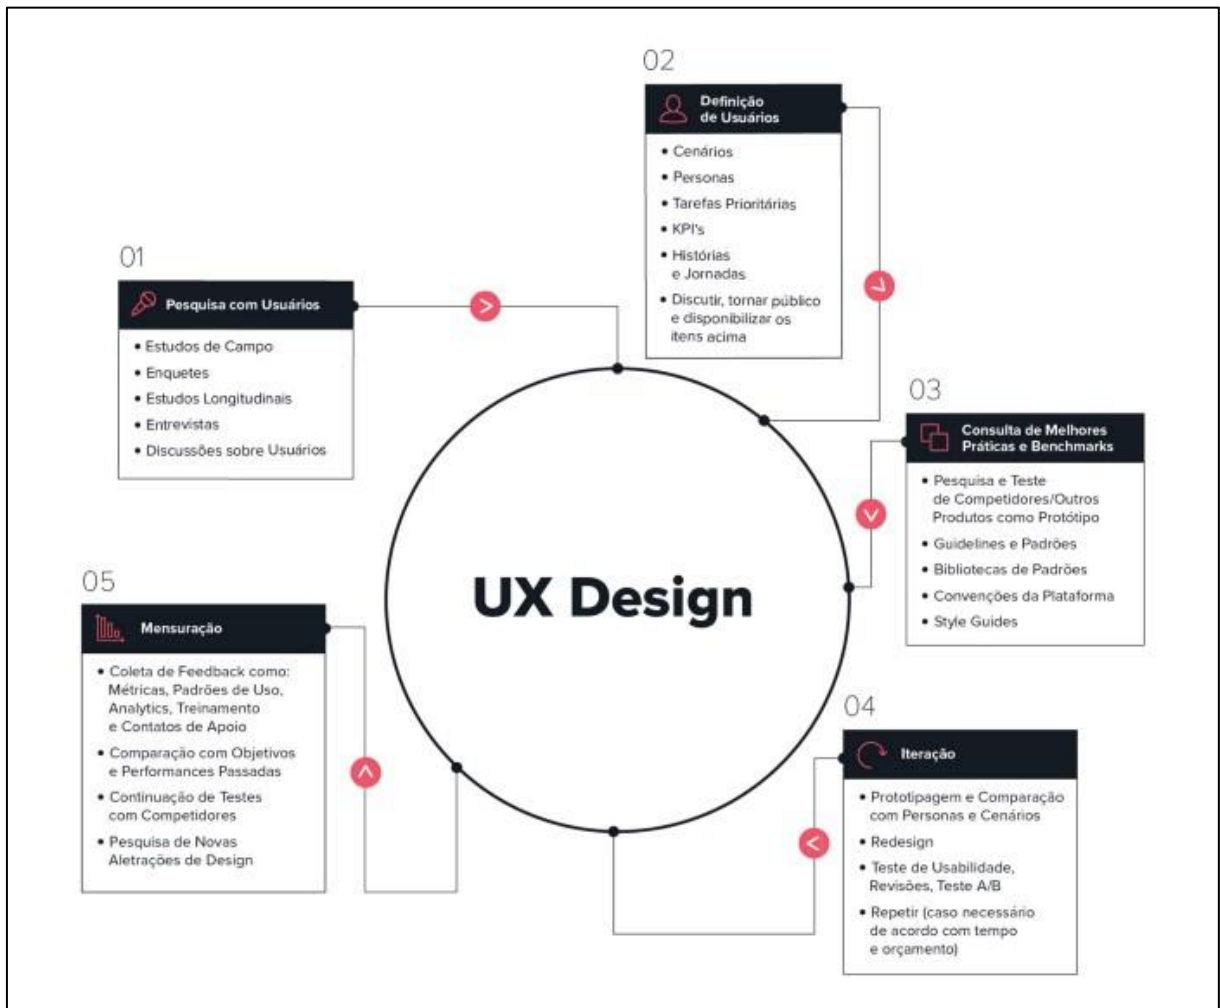 01
Pesquisa com Usuários
• Estudos de Campo
• Enquetes
• Estudos Longitudinais
• Entrevistas
• Discussões sobre Usuários
02
Definição
de Usuários
• Cenários
• Personas
• Tarefas Prioritárias
• KPI's
• Histórias
e Jornadas
• Discutir, tornar público
e disponibilizar os
itens acima
03
Consulta de Melhores
Práticas e Benchmarks
• Pesquisa e Teste
de Competidores/Outros
Produtos como Protótipo
• Guidelines e Padrões
• Bibliotecas de Padrões
• Convenções da Plataforma
• Style Guides
UX Design
04
Iteração
• Prototipagem e Comparação
com Personas e Cenários
• Redesign
• Teste de Usabilidade,
Revisões, Teste A/B
• Repetir (caso necessário
de acordo com tempo
e orçamento)
05
Mensuração
• Coleta de Feedback como:
Métricas, Padrões de Uso,
Analytics, Treinamento
e Contatos de Apoio
• Comparação com Objetivos
e Performances Passadas
• Continuação de Testes
com Competidores
• Pesquisa de Novas
Aletrações de Design